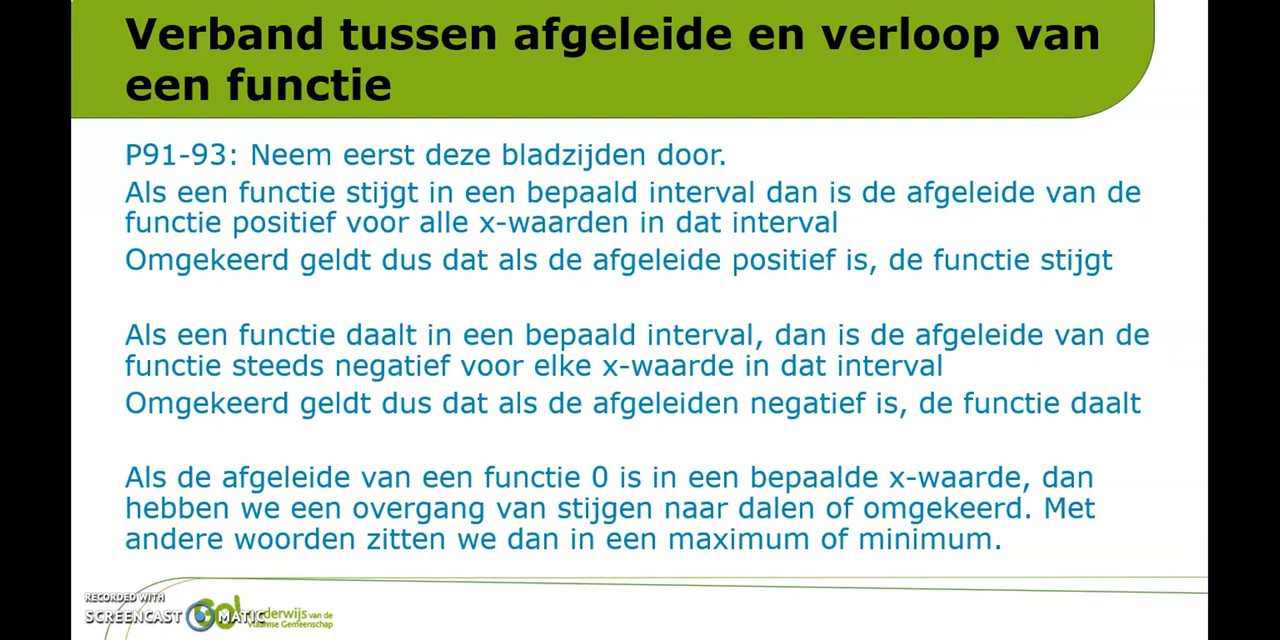 Verband tussen afgeleide en verloop van
een functie
P91-93: Neem eerst deze bladzijden door.
Als een functie stijgt in een bepaald interval dan is de afgeleide van de
functie positief voor alle x-waarden in dat interval
Omgekeerd geldt dus dat als de afgeleide positief is, de functie stijgt
Als een functie daalt in een bepaald interval, dan is de afgeleide van de
functie steeds negatief voor elke x-waarde in dat interval
Omgekeerd geldt dus dat als de afgeleiden negatief is, de functie daalt
Als de afgeleide van een functie 0 is in een bepaalde x-waarde, dan
hebben we een overgang van stijgen naar dalen of omgekeerd. Met
andere woorden zitten we dan in een maximum of minimum.
RECORDED WITH
SCREENCAST MATIC
van de
Vlaamse Gemeenschap